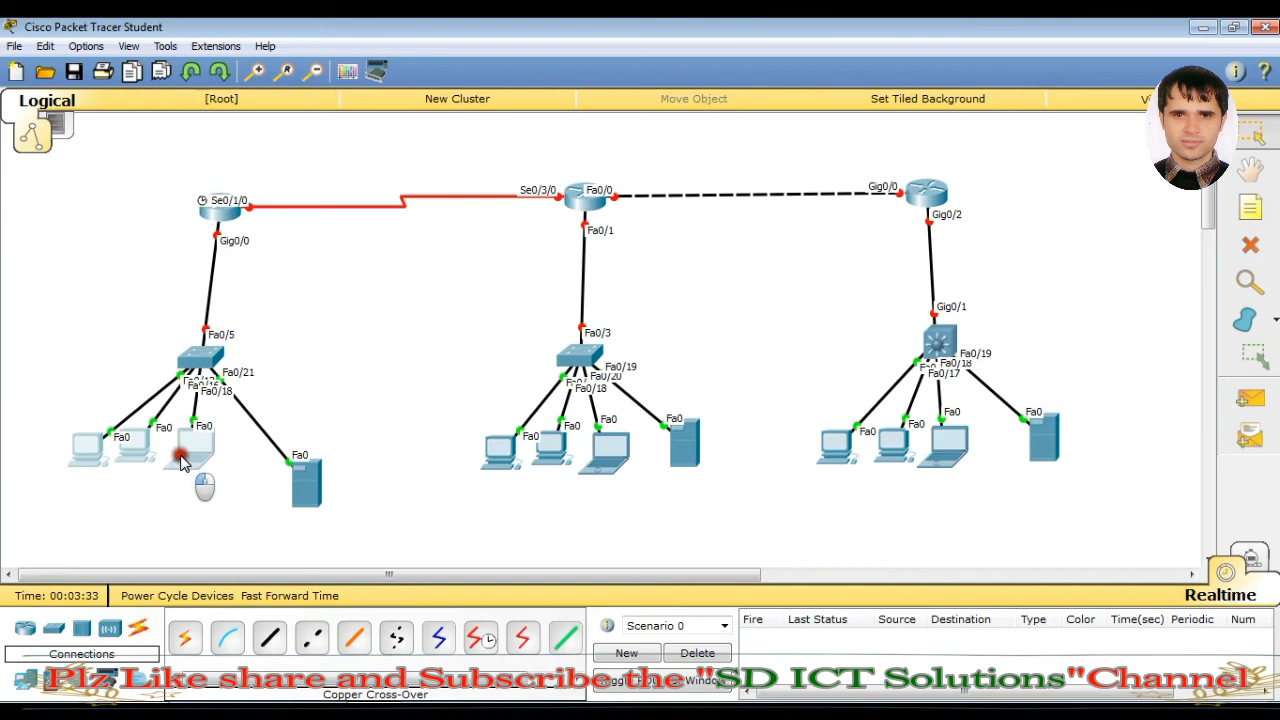 Cisco Packet Tracer Student
File Edit Options View Tools Extensions Help
Logical [Root] New Cluster Move Object Set Tiled Background
Se0/1/0 Se0/3/0 Fa0/0 Gig0/0
Gig0/0 Fa0/1 Gig0/2
Fa0/5 Fa0/3 Gig0/1
Fa0/21 Fa0/19 Fa0/19
Fa0/18 Fa0/20 Fa0/18 Fa0/18 Fa0/17
Fa0 Fa0 Fa0 Fa0
Fa0 Fa0 Fa0 Fa0
Fa0 Fa0 Fa0 Fa0
Time: 00:03:33 Power Cycle Devices Fast Forward Time Realtime
Connections
Scenario 0
New Delete
Fire Last Status Source Destination Type Color Time(sec) Periodic Num
Plz Like share and Subscribe the "SD ICT Solutions"Channel
Copper Cross-Over